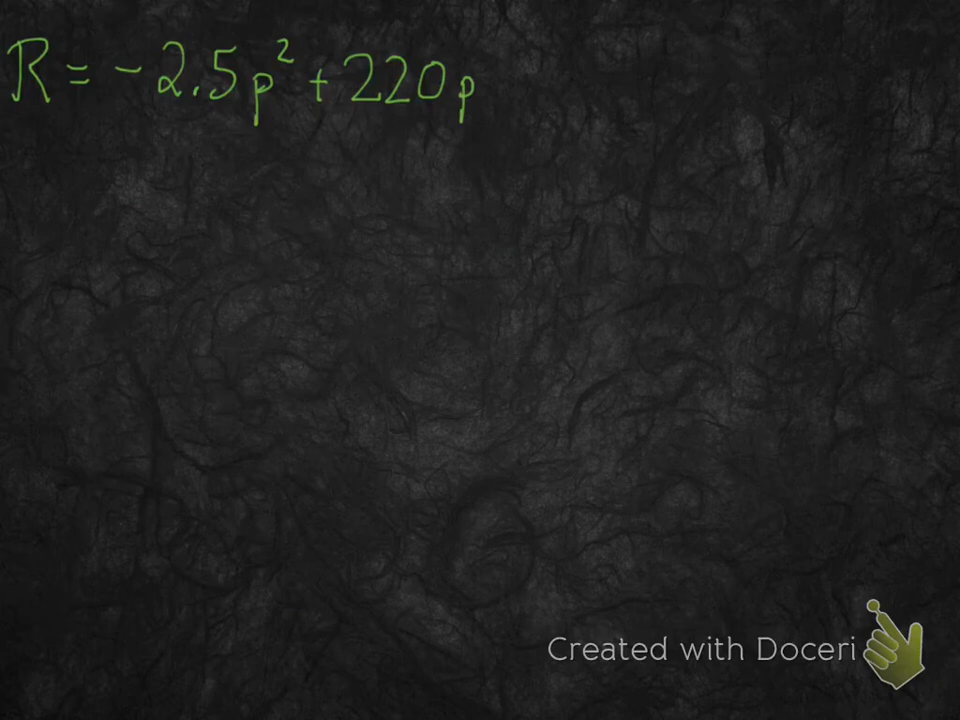 R = -2.5p² + 220p
Created with Doceri